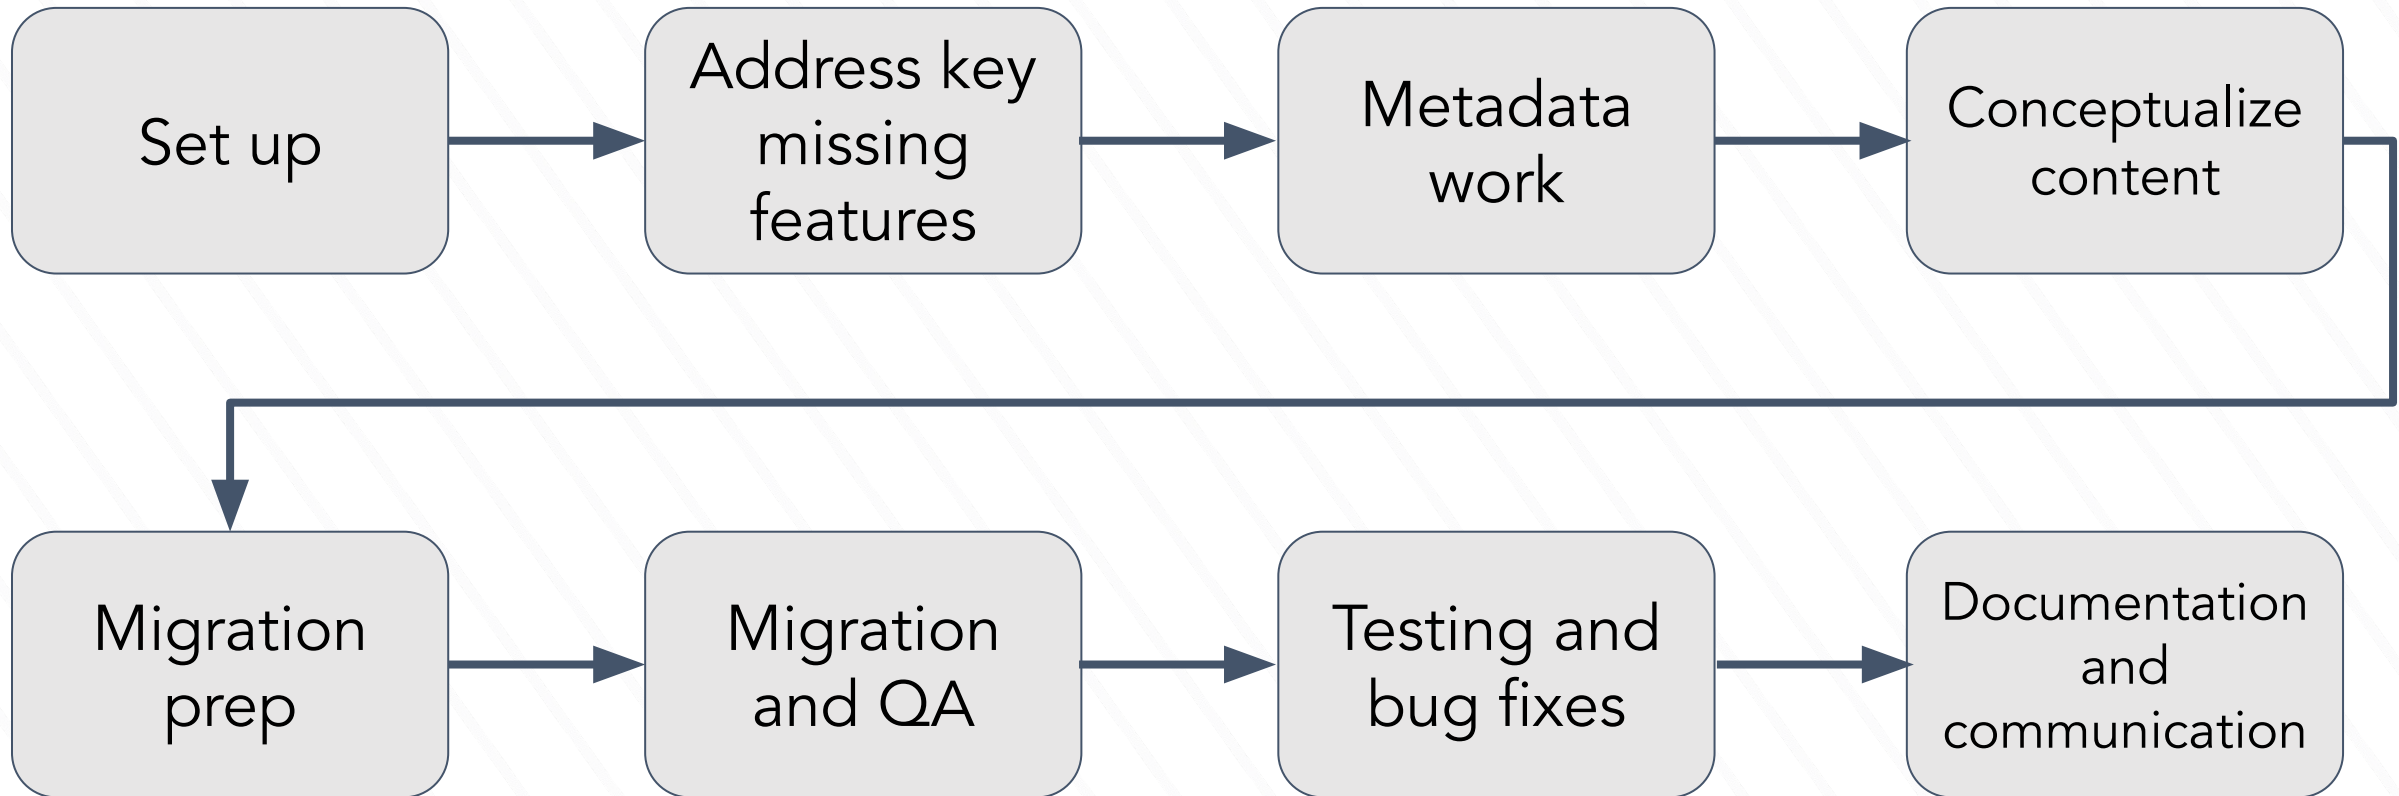 Set up
Address key
missing
features
Metadata
work
Conceptualize
content
Migration
prep
Migration
and QA
Testing and
bug fixes
Documentation
and
communication